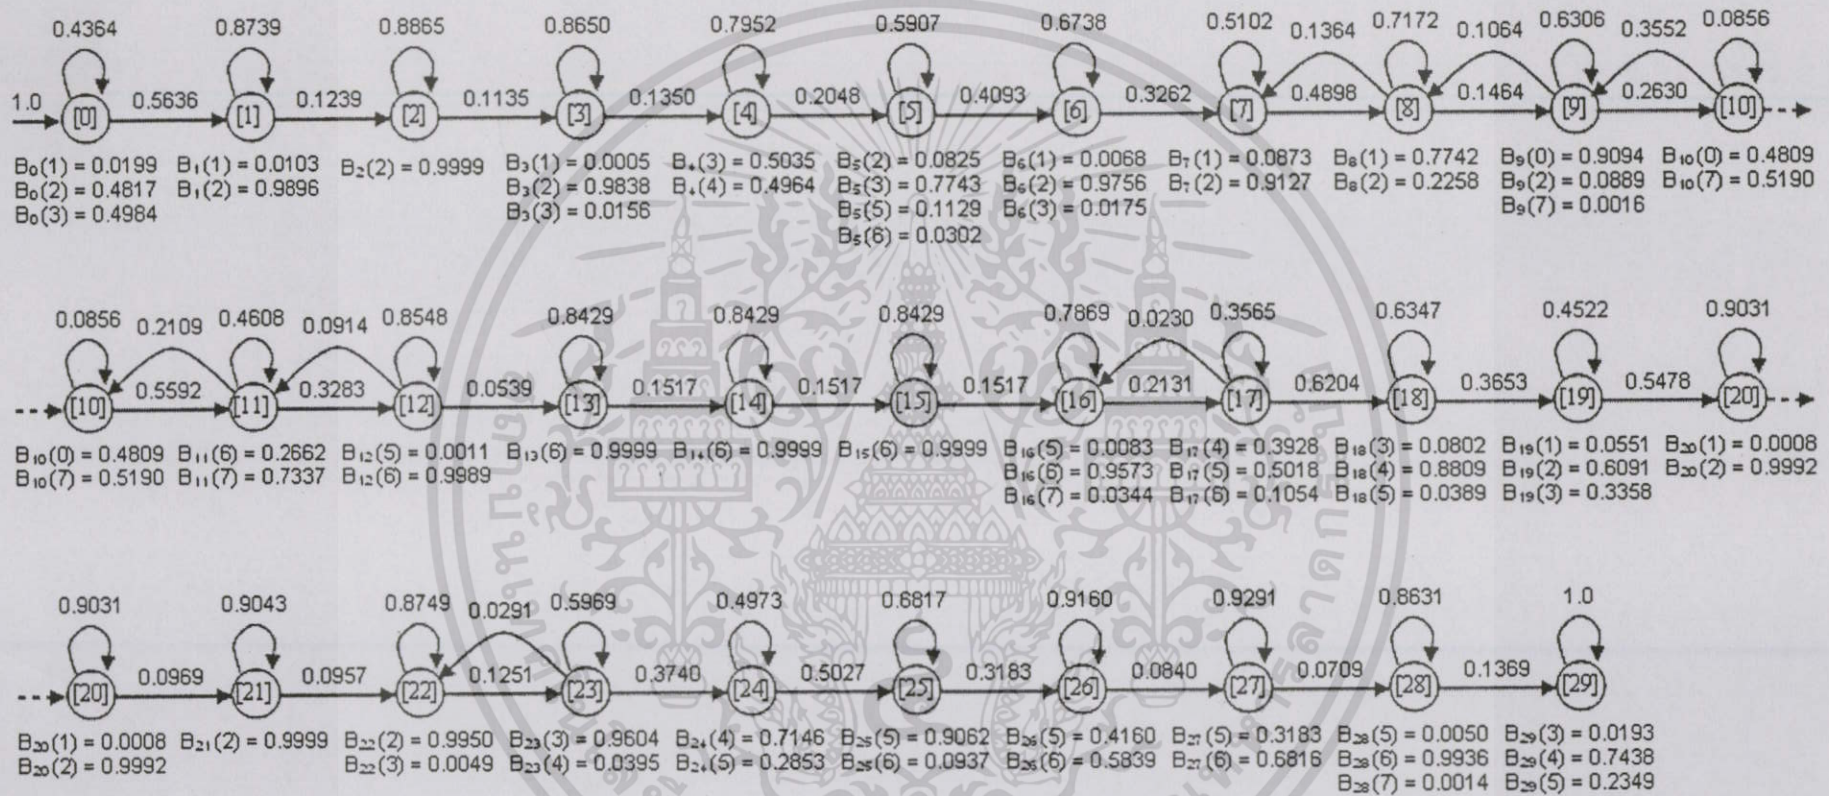 0.4364 0.8739 0.8865 0.8650 0.7952 0.5907 0.6738 0.5102 0.1364 0.7172 0.1064 0.6306 0.3552 0.0856
1.0 [0] 0.5636 [1] 0.1239 [2] 0.1135 [3] 0.1350 [4] 0.2048 [5] 0.4093 [6] 0.3262 [7] 0.4898 [8] 0.1464 [9] 0.2630 [10]
B₀(1) = 0.0199 B₁(1) = 0.0103 B₂(2) = 0.9999 B₃(1) = 0.0005 B₄(3) = 0.5035 B₅(2) = 0.0825 B₆(1) = 0.0068 B₇(1) = 0.0873 B₈(1) = 0.7742 B₉(0) = 0.9094 B₁₀(0) = 0.4809
B₀(2) = 0.4817 B₁(2) = 0.9896 B₃(2) = 0.9838 B₄(4) = 0.4964 B₅(3) = 0.7743 B₆(2) = 0.9756 B₇(2) = 0.9127 B₈(2) = 0.2258 B₉(2) = 0.0889 B₁₀(7) = 0.5190
B₀(3) = 0.4984 B₃(3) = 0.0156 B₅(5) = 0.1129 B₆(3) = 0.0175 B₉(7) = 0.0016
B₅(6) = 0.0302
0.0856 0.2109 0.4608 0.0914 0.8548 0.8429 0.8429 0.8429 0.7869 0.0230 0.3565 0.6347 0.4522 0.9031
[10] 0.5592 [11] 0.3283 [12] 0.0539 [13] 0.1517 [14] 0.1517 [15] 0.1517 [16] 0.2131 [17] 0.6204 [18] 0.3653 [19] 0.5478 [20]
B₁₀(0) = 0.4809 B₁₁(6) = 0.2662 B₁₂(5) = 0.0011 B₁₃(6) = 0.9999 B₁₄(6) = 0.9999 B₁₅(6) = 0.9999 B₁₆(5) = 0.0083 B₁₇(4) = 0.3928 B₁₈(3) = 0.0802 B₁₉(1) = 0.0551 B₂₀(1) = 0.0008
B₁₀(7) = 0.5190 B₁₁(7) = 0.7337 B₁₂(6) = 0.9989 B₁₆(6) = 0.9573 B₁₇(5) = 0.5018 B₁₈(4) = 0.8809 B₁₉(2) = 0.6091 B₂₀(2) = 0.9992
B₁₆(7) = 0.0344 B₁₇(6) = 0.1054 B₁₈(5) = 0.0389 B₁₉(3) = 0.3358
0.9031 0.9043 0.8749 0.0291 0.5969 0.4973 0.6817 0.9160 0.9291 0.8631 1.0
[20] 0.0969 [21] 0.0957 [22] 0.1251 [23] 0.3740 [24] 0.5027 [25] 0.3183 [26] 0.0840 [27] 0.0709 [28] 0.1369 [29]
B₂₀(1) = 0.0008 B₂₁(2) = 0.9999 B₂₂(2) = 0.9950 B₂₃(3) = 0.9604 B₂₄(4) = 0.7146 B₂₅(5) = 0.9062 B₂₆(5) = 0.4160 B₂₇(5) = 0.3183 B₂₈(5) = 0.0050 B₂₉(3) = 0.0193
B₂₀(2) = 0.9992 B₂₂(3) = 0.0049 B₂₃(4) = 0.0395 B₂₄(5) = 0.2853 B₂₅(6) = 0.0937 B₂₆(6) = 0.5839 B₂₇(6) = 0.6816 B₂₈(6) = 0.9936 B₂₉(4) = 0.7438
B₂₈(7) = 0.0014 B₂₉(5) = 0.2349